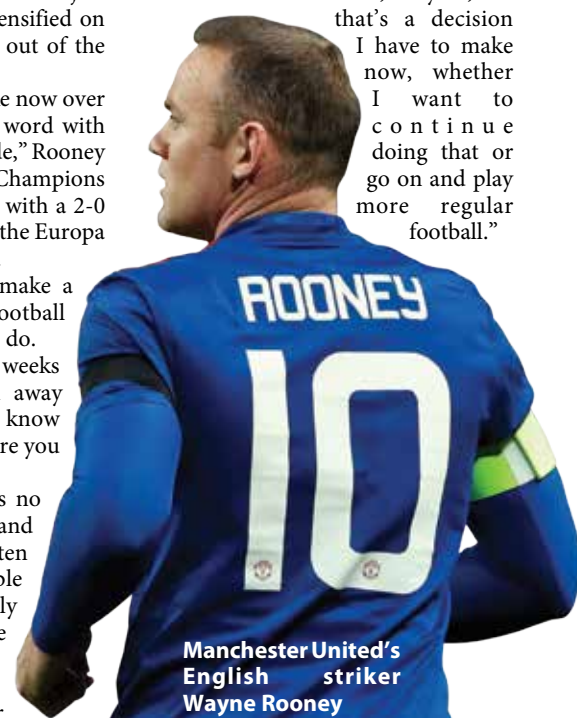 ensified on
out of the
e now over
word with
le,” Rooney
Champions
with a 2-0
the Europa
make a
ootball
do.
weeks
away
know
re you
s no
and
ten
ble
ly
e
that’s a decision
I have to make
now, whether
I want to
continue
doing that or
go on and play
more regular
football.”
ROONEY
10
Manchester United’s
English striker
Wayne Rooney